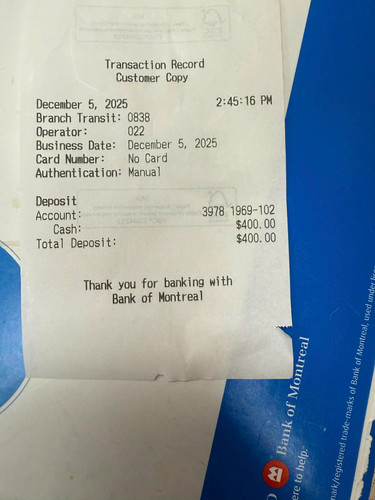 Transaction Record
Customer Copy
December 5, 2025 2:45:16 PM
Branch Transit: 0838
Operator: 022
Business Date: December 5, 2025
Card Number: No Card
Authentication: Manual
Deposit
Account: 3978 1969-102
Cash: $400.00
Total Deposit: $400.00
Thank you for banking with
Bank of Montreal
Bank of Montreal
ere to help.
mark/registered trade-marks of Bank of Montreal, used under